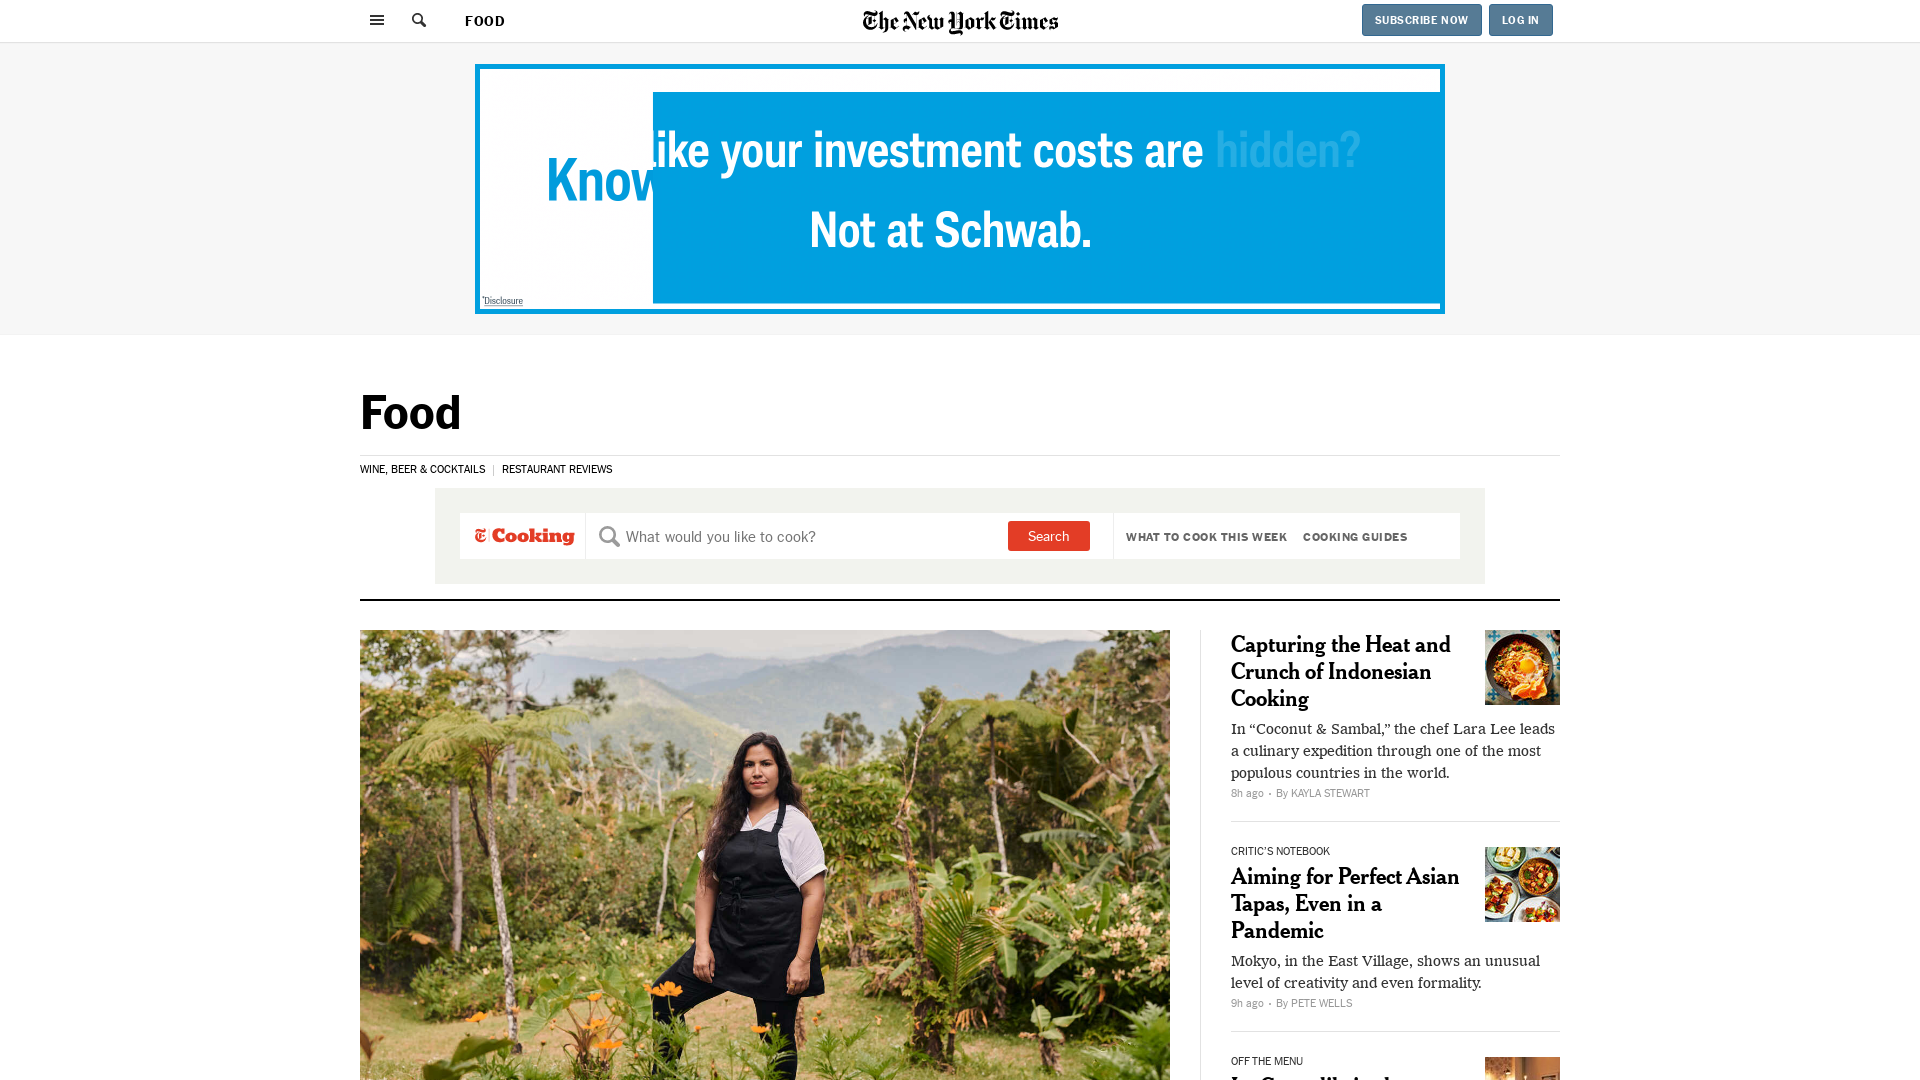 FOOD
The New York Times
SUBSCRIBE NOW
LOG IN
like your investment costs are hidden?
Know
Not at Schwab.
*Disclosure
Food
WINE, BEER & COCKTAILS
RESTAURANT REVIEWS
Cooking
What would you like to cook?
Search
WHAT TO COOK THIS WEEK
COOKING GUIDES
Capturing the Heat and
Crunch of Indonesian
Cooking
In “Coconut & Sambal,” the chef Lara Lee leads
a culinary expedition through one of the most
populous countries in the world.
8h ago • By KAYLA STEWART
CRITIC’S NOTEBOOK
Aiming for Perfect Asian
Tapas, Even in a
Pandemic
Mokyo, in the East Village, shows an unusual
level of creativity and even formality.
9h ago • By PETE WELLS
OFF THE MENU